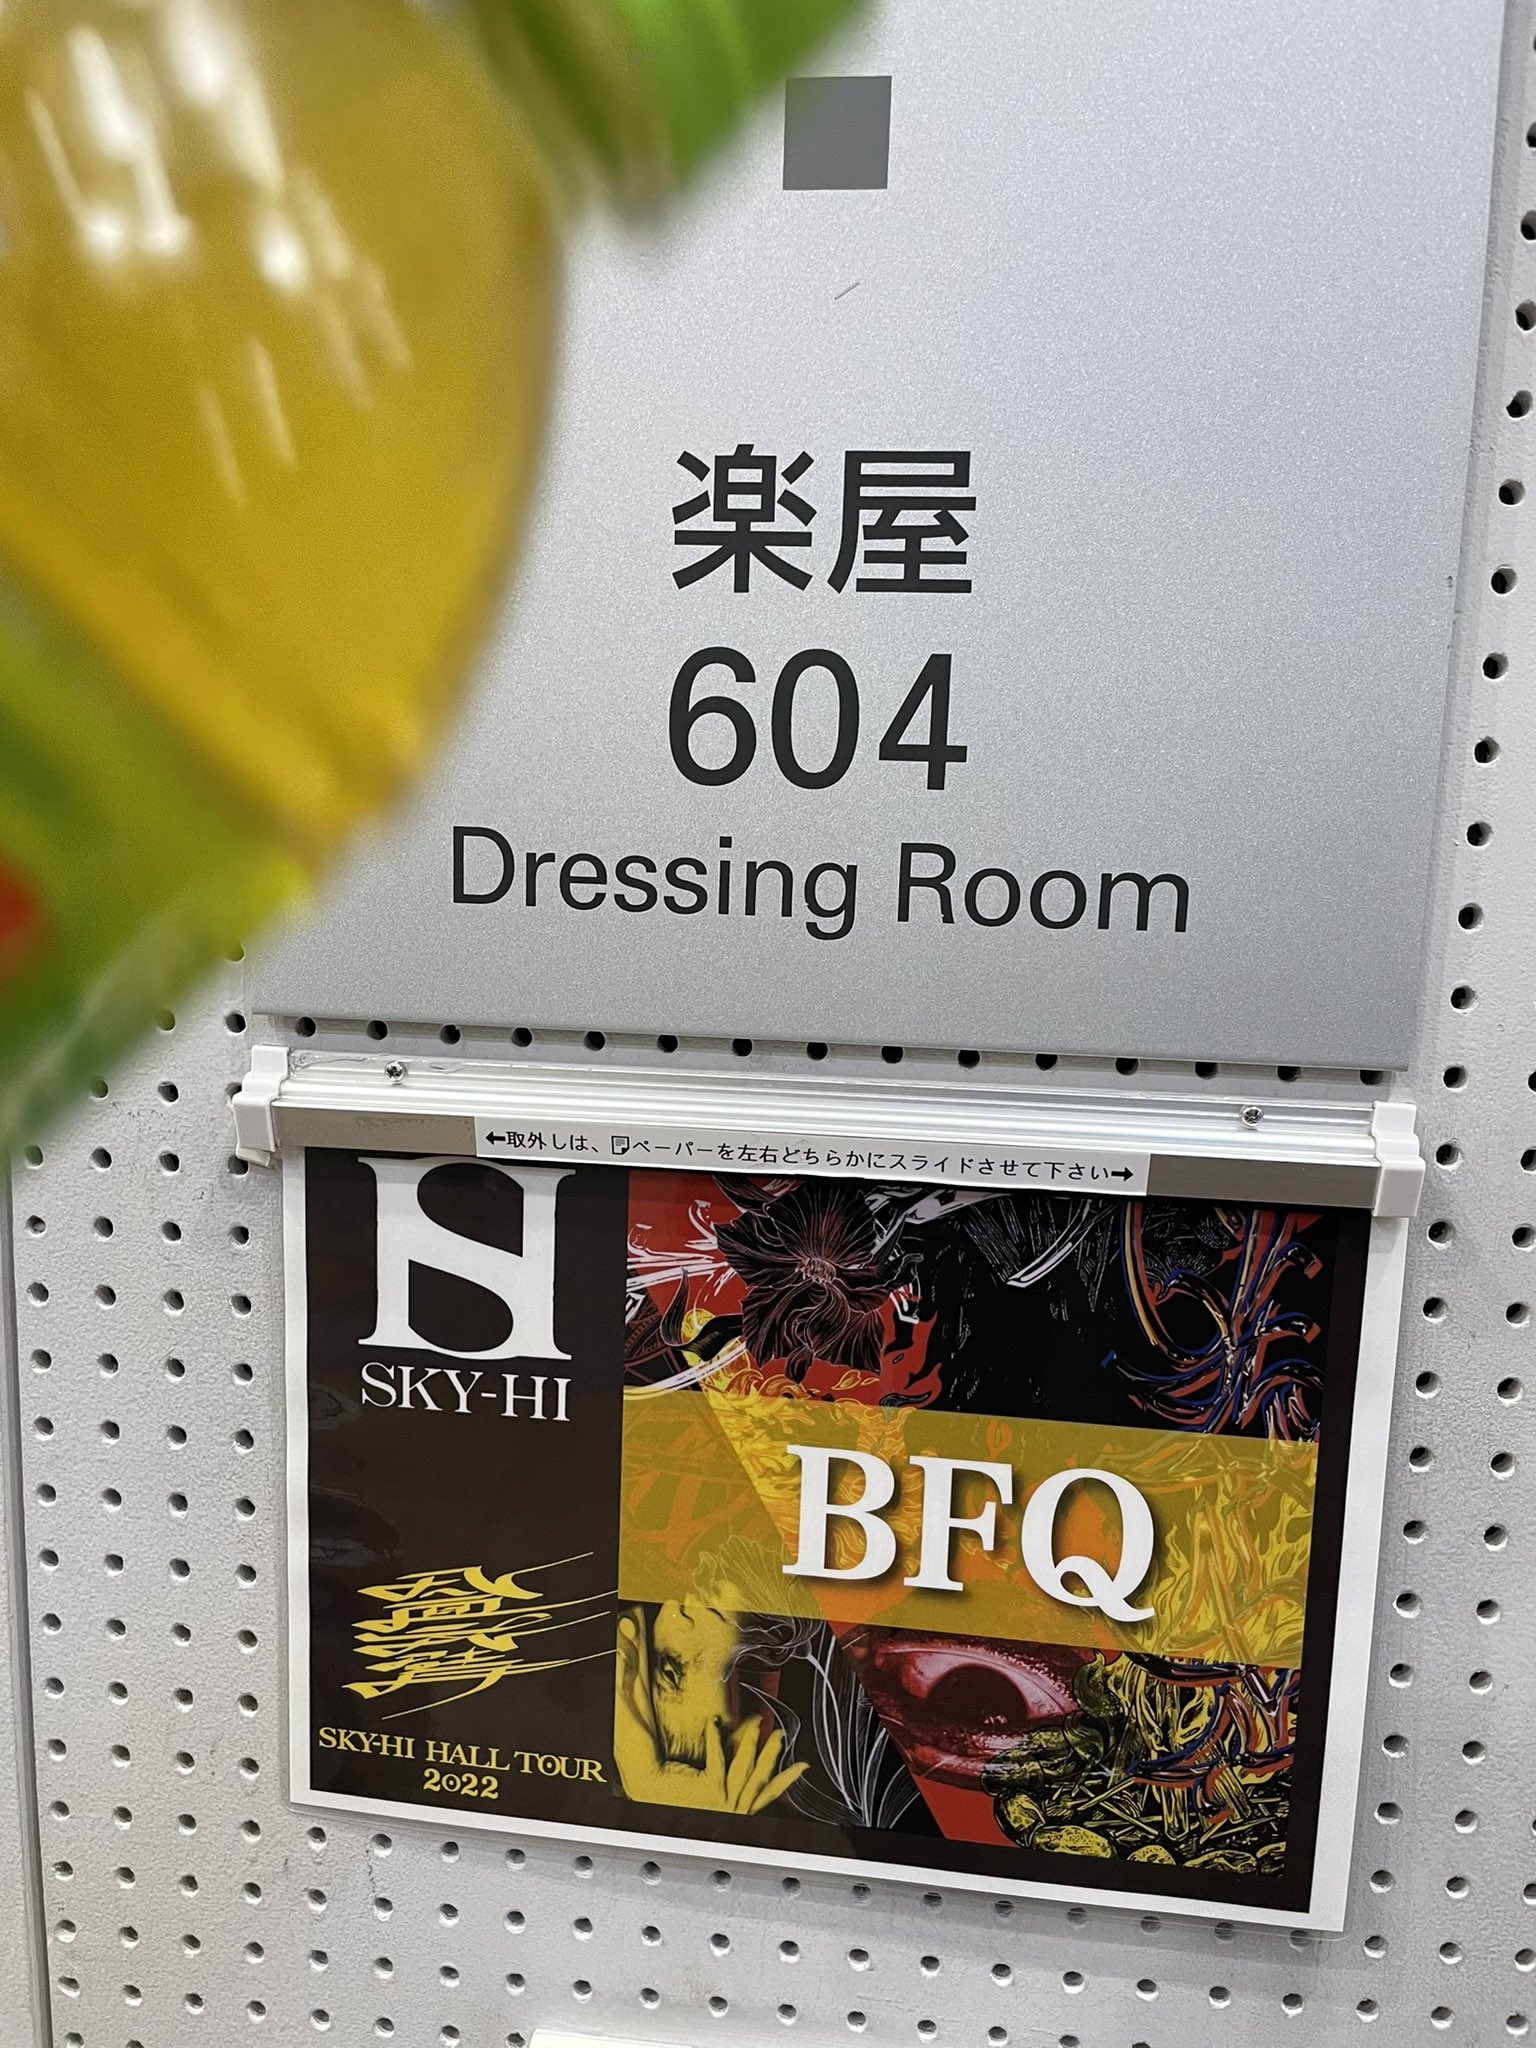 楽屋
604
Dressing Room
←取外しは、ペーパーを左右どちらかにスライドさせて下さい→
SKY-HI
BFQ
SKY-HI HALL TOUR
2022